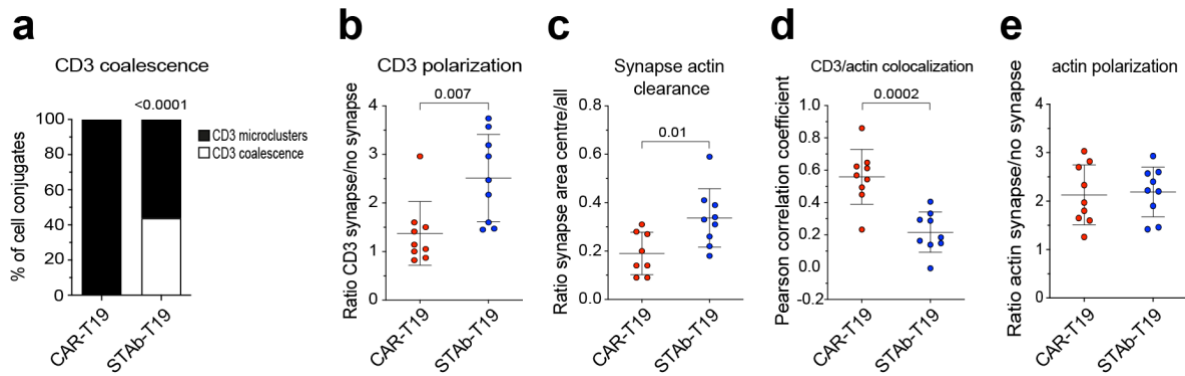 a
CD3 coalescence
<0.0001
% of cell conjugates
100
80
60
40
20
0
CD3 microclusters
CD3 coalescence
CAR-T19
STAb-T19
b
CD3 polarization
0.007
Ratio CD3 synapse/no synapse
4
3
2
1
0
CAR-T19
STAb-T19
c
Synapse actin
clearance
0.01
Ratio synapse area centre/all
0.8
0.6
0.4
0.2
0.0
CAR-T19
STAb-T19
d
CD3/actin colocalization
0.0002
Pearson correlation coefficient
1.0
0.8
0.6
0.4
0.2
0.0
-0.2
CAR-T19
STAb-T19
e
actin polarization
Ratio actin synapse/no synapse
4
3
2
1
0
CAR-T19
STAb-T19